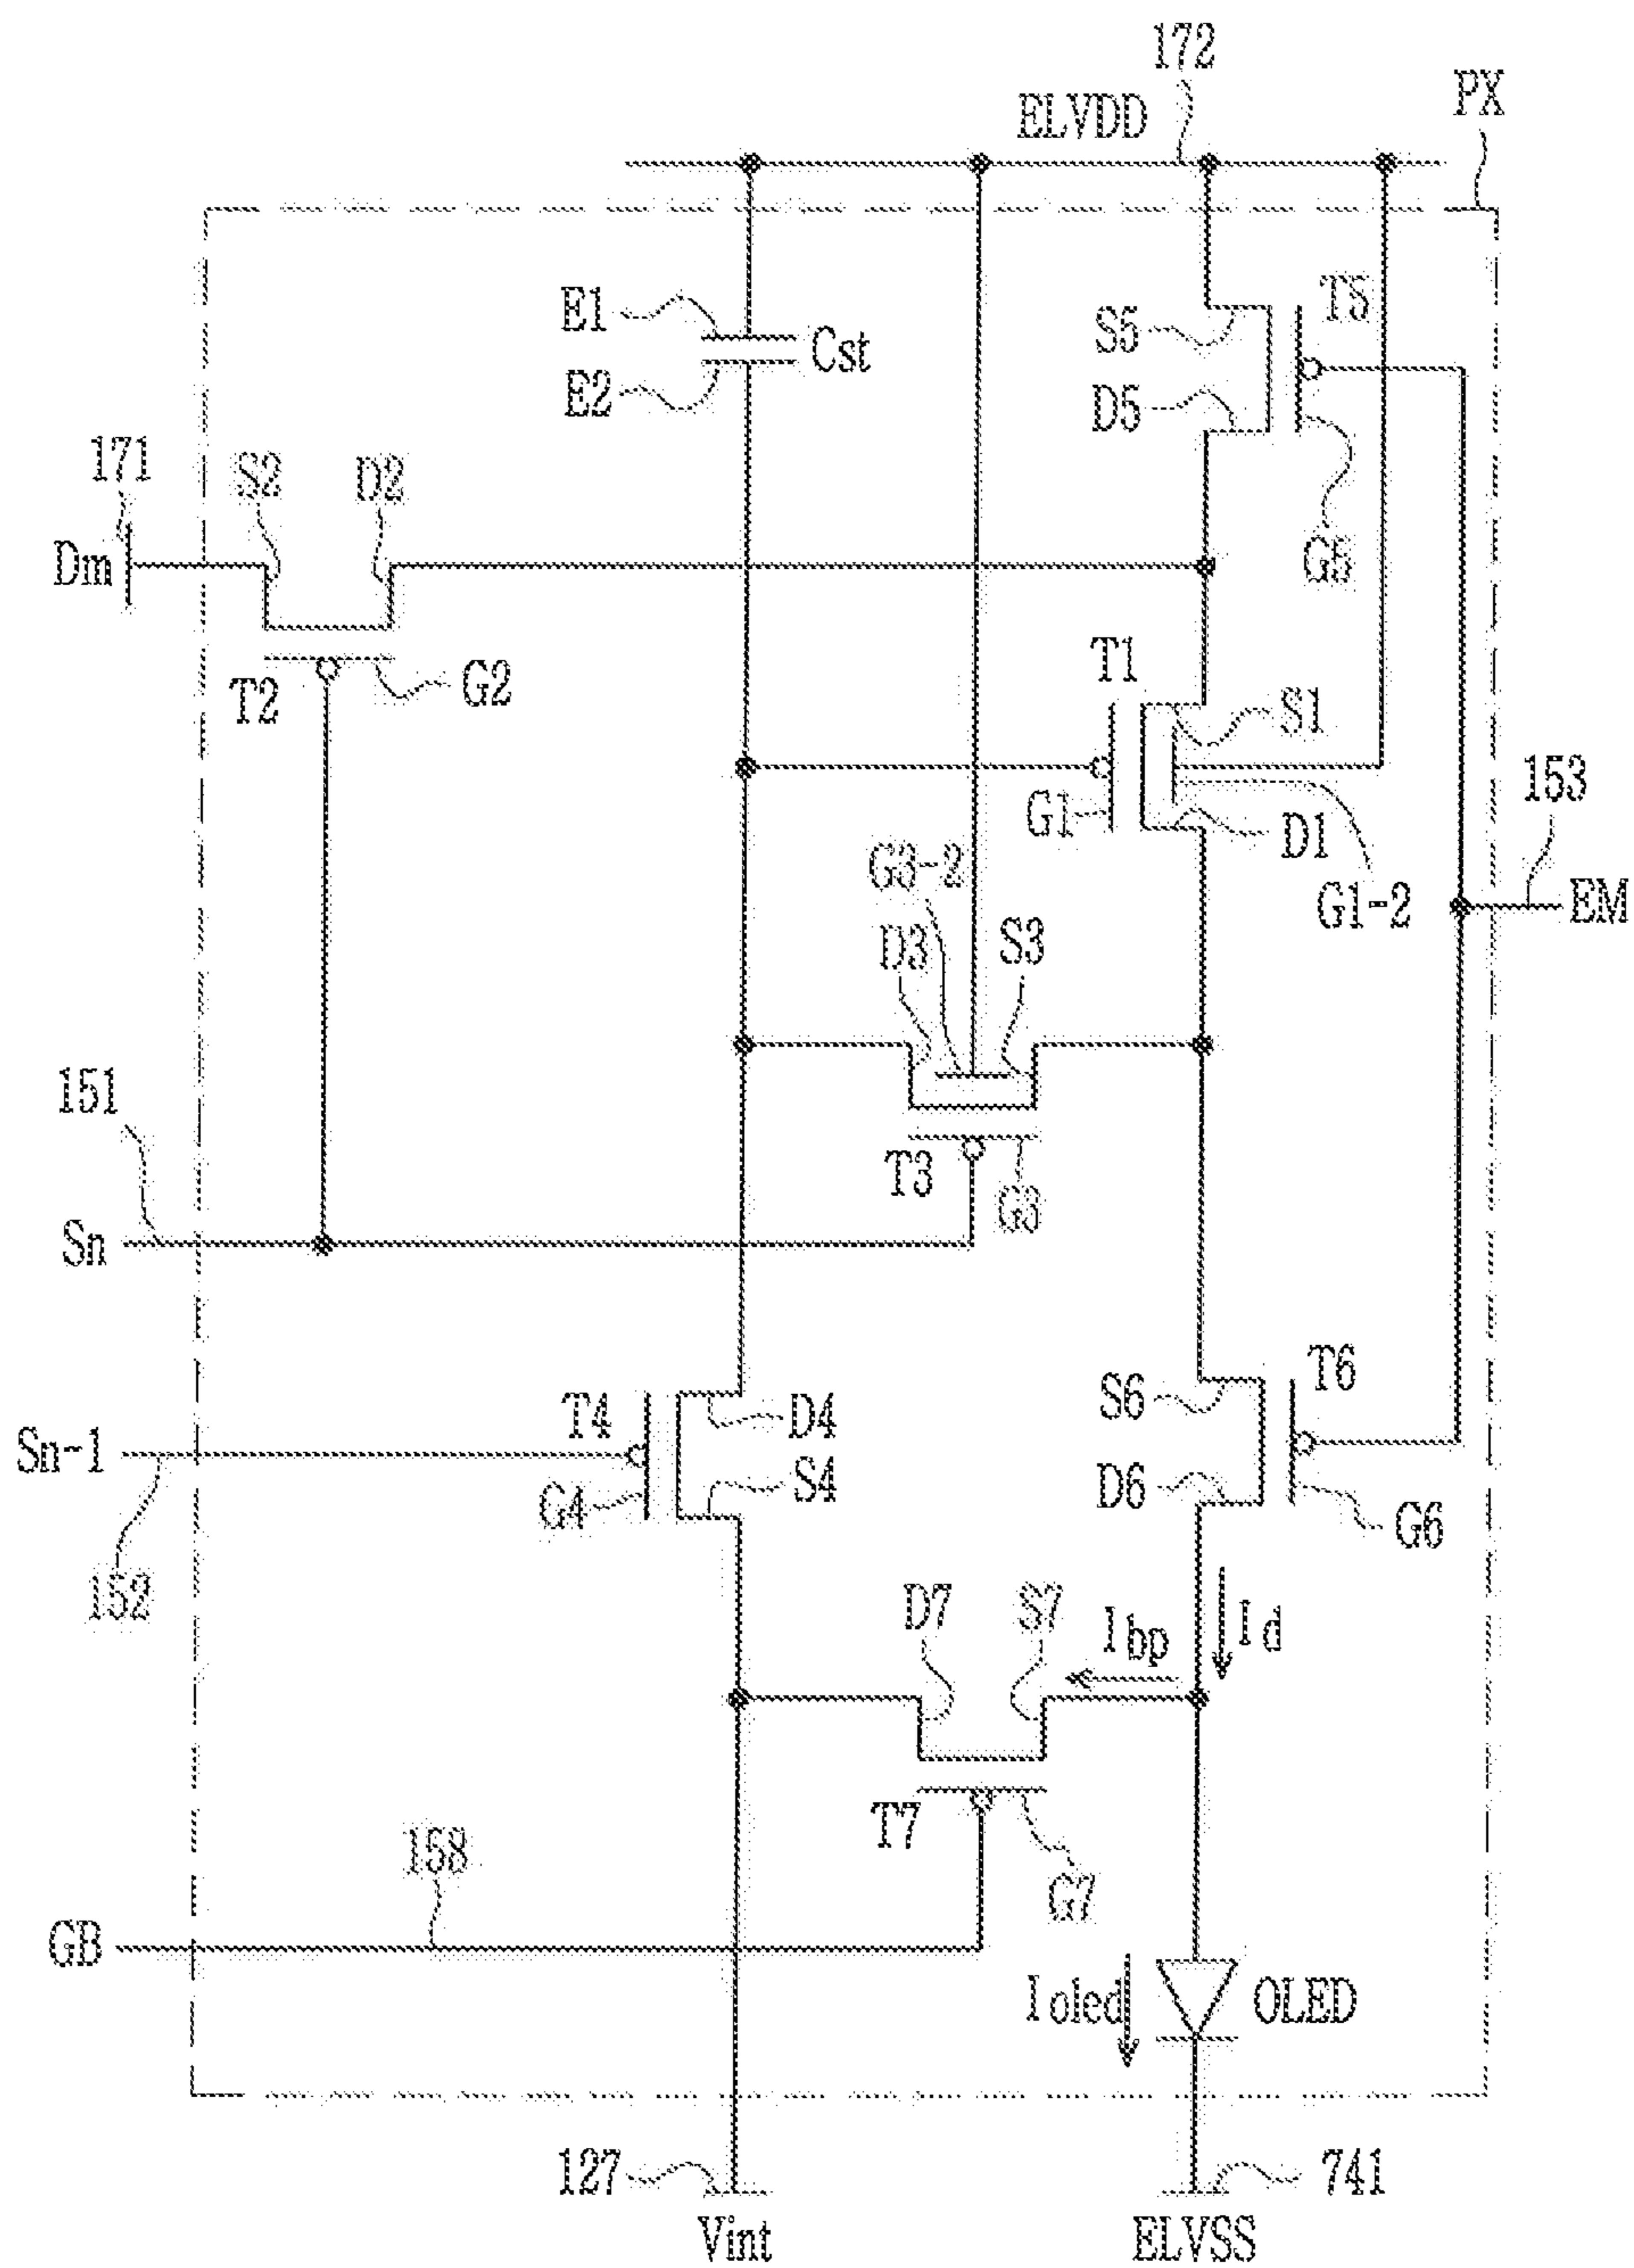 172
ELVDD
PX
E1
Cst
E2
S5
T5
D5
171
S2
D2
Dm
G5
T2
G2
T1
S1
G1
D1
153
G3-2
G1-2
EM
D3
S3
151
T3
G3
Sn
T4
D4
S6
T6
Sn-1
G4
S4
D6
G6
152
D7
S7
Ibp
Id
T7
158
G7
GB
Ioled
OLED
127
741
Vint
ELVSS